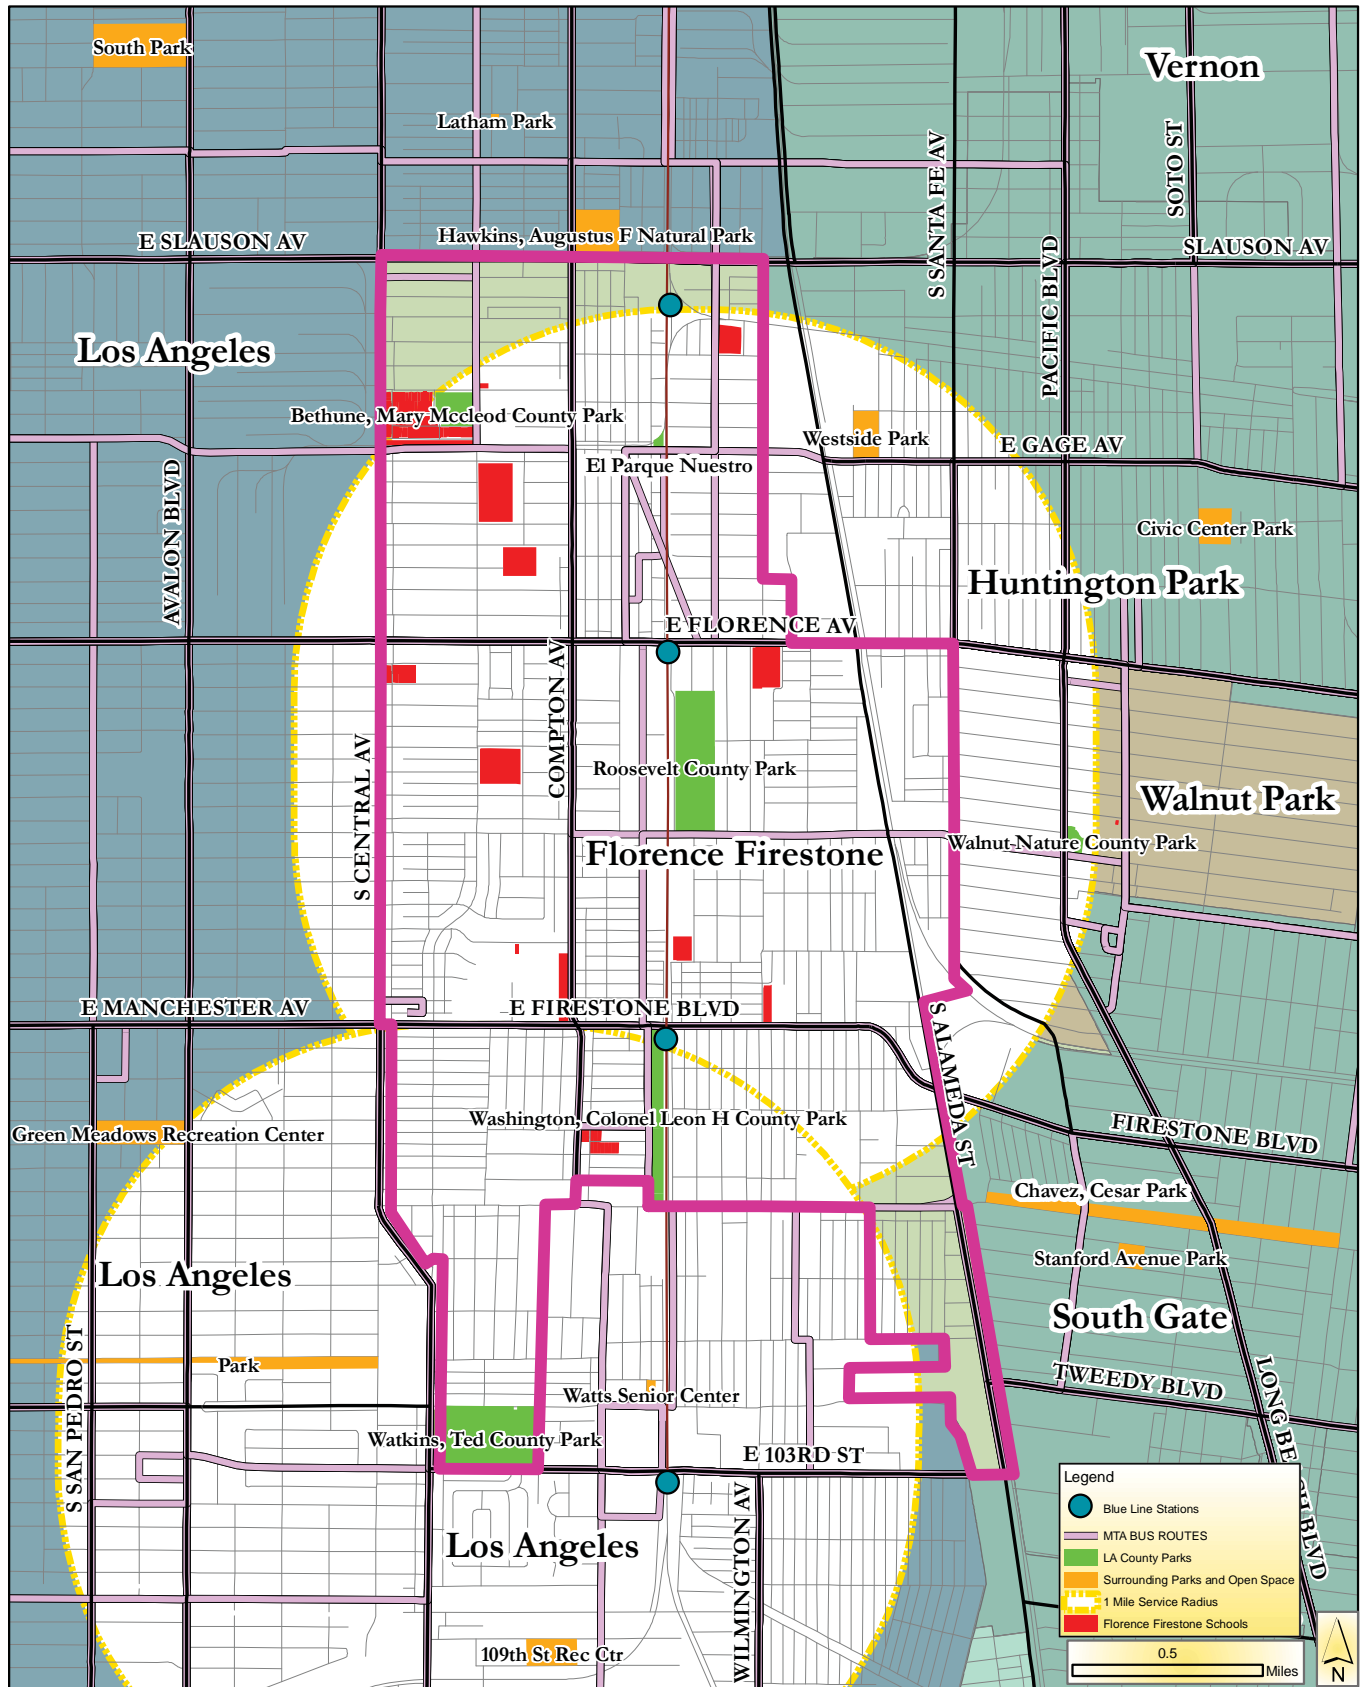 South Park
Vernon
Latham Park
S SANTA FE AV
SOTO ST
E SLAUSON AV
Hawkins, Augustus F Natural Park
SLAUSON AV
PACIFIC BLVD
Los Angeles
Bethune, Mary Mccleod County Park
Westside Park
E GAGE AV
El Parque Nuestro
AVALON BLVD
Civic Center Park
Huntington Park
E FLORENCE AV
COMPTON AV
S CENTRAL AV
Roosevelt County Park
Walnut Park
Walnut Nature County Park
Florence Firestone
E MANCHESTER AV
E FIRESTONE BLVD
S ALAMEDA ST
Washington, Colonel Leon H County Park
Green Meadows Recreation Center
FIRESTONE BLVD
Chavez, Cesar Park
Stanford Avenue Park
Los Angeles
South Gate
S SAN PEDRO ST
Park
TWEEDY BLVD
Watts Senior Center
LONG BE
CH BLVD
Watkins, Ted County Park
E 103RD ST
WILMINGTON AV
Los Angeles
109th St Rec Ctr
Legend
Blue Line Stations
MTA BUS ROUTES
LA County Parks
Surrounding Parks and Open Space
1 Mile Service Radius
Florence Firestone Schools
0.5
Miles
N